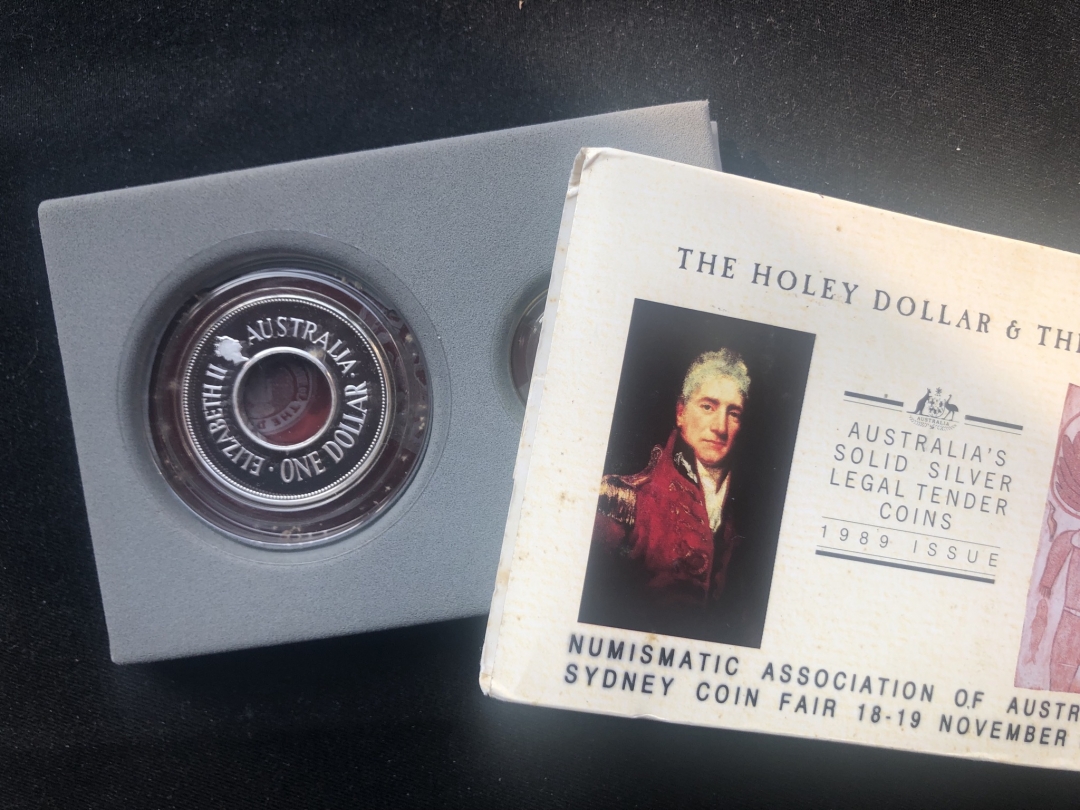 THE HOLEY DOLLAR & THE
AUSTRALIA
AUSTRALIA'S
SOLID SILVER
LEGAL TENDER
COINS
1989 ISSUE
NUMISMATIC ASSOCIATION OF AUSTR
SYDNEY COIN FAIR 18-19 NOVEMBER
ELIZABETH II AUSTRALIA · ONE DOLLAR ·
THE D